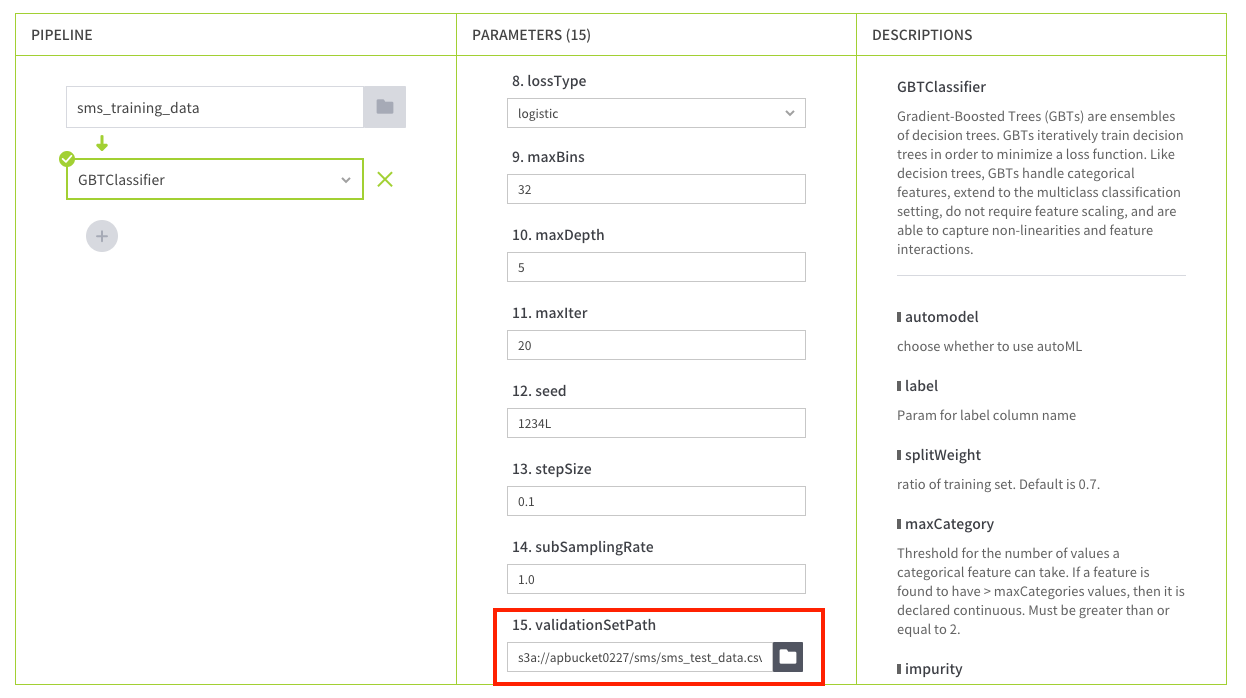 PIPELINE
sms_training_data
GBTClassifier
PARAMETERS (15)
8. lossType
logistic
9. maxBins
32
10. maxDepth
5
11. maxIter
20
12. seed
1234L
13. stepSize
0.1
14. subSamplingRate
1.0
15. validationSetPath
s3a://apbucket0227/sms/sms_test_data.csv
DESCRIPTIONS
GBTClassifier
Gradient-Boosted Trees (GBTs) are ensembles
of decision trees. GBTs iteratively train decision
trees in order to minimize a loss function. Like
decision trees, GBTs handle categorical
features, extend to the multiclass classification
setting, do not require feature scaling, and are
able to capture non-linearities and feature
interactions.
automodel
choose whether to use autoML
label
Param for label column name
splitWeight
ratio of training set. Default is 0.7.
maxCategory
Threshold for the number of values a
categorical feature can take. If a feature is
found to have > maxCategories values, then it is
declared continuous. Must be greater than or
equal to 2.
impurity